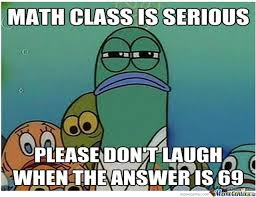 MATH CLASS IS SERIOUS
PLEASE DON'T LAUGH
WHEN THE ANSWER IS 69